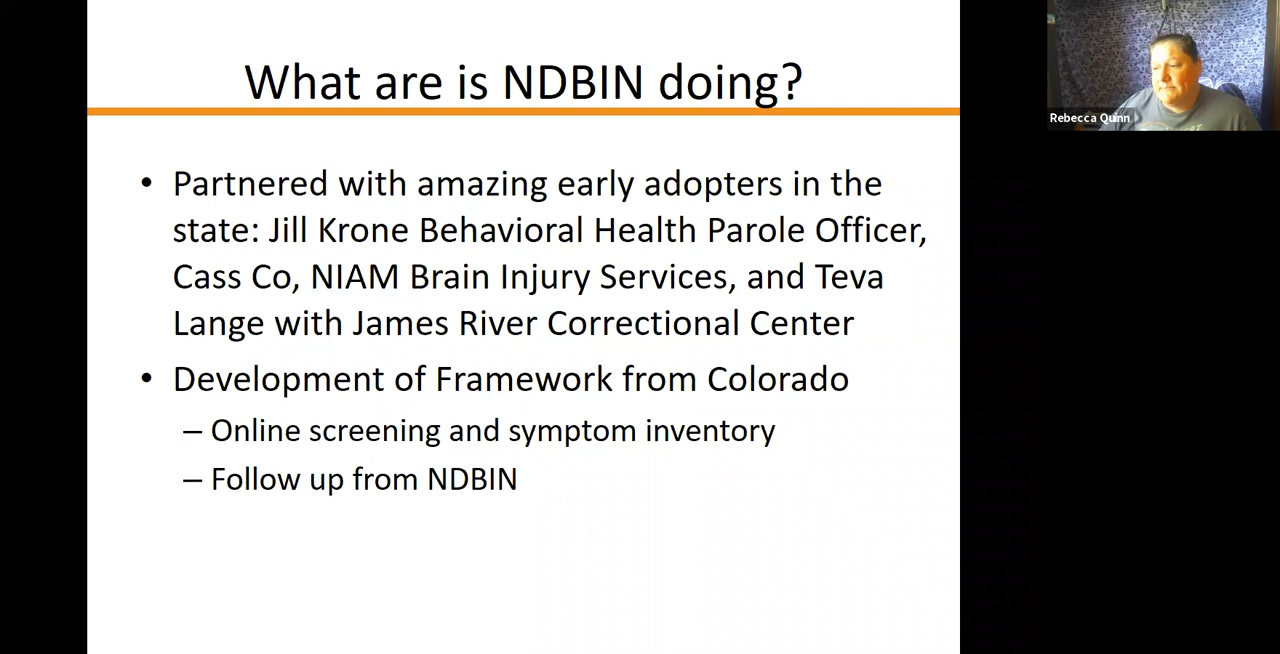 What are is NDBIN doing?
• Partnered with amazing early adopters in the
state: Jill Krone Behavioral Health Parole Officer,
Cass Co, NIAM Brain Injury Services, and Teva
Lange with James River Correctional Center
• Development of Framework from Colorado
– Online screening and symptom inventory
– Follow up from NDBIN
Rebecca Quinn